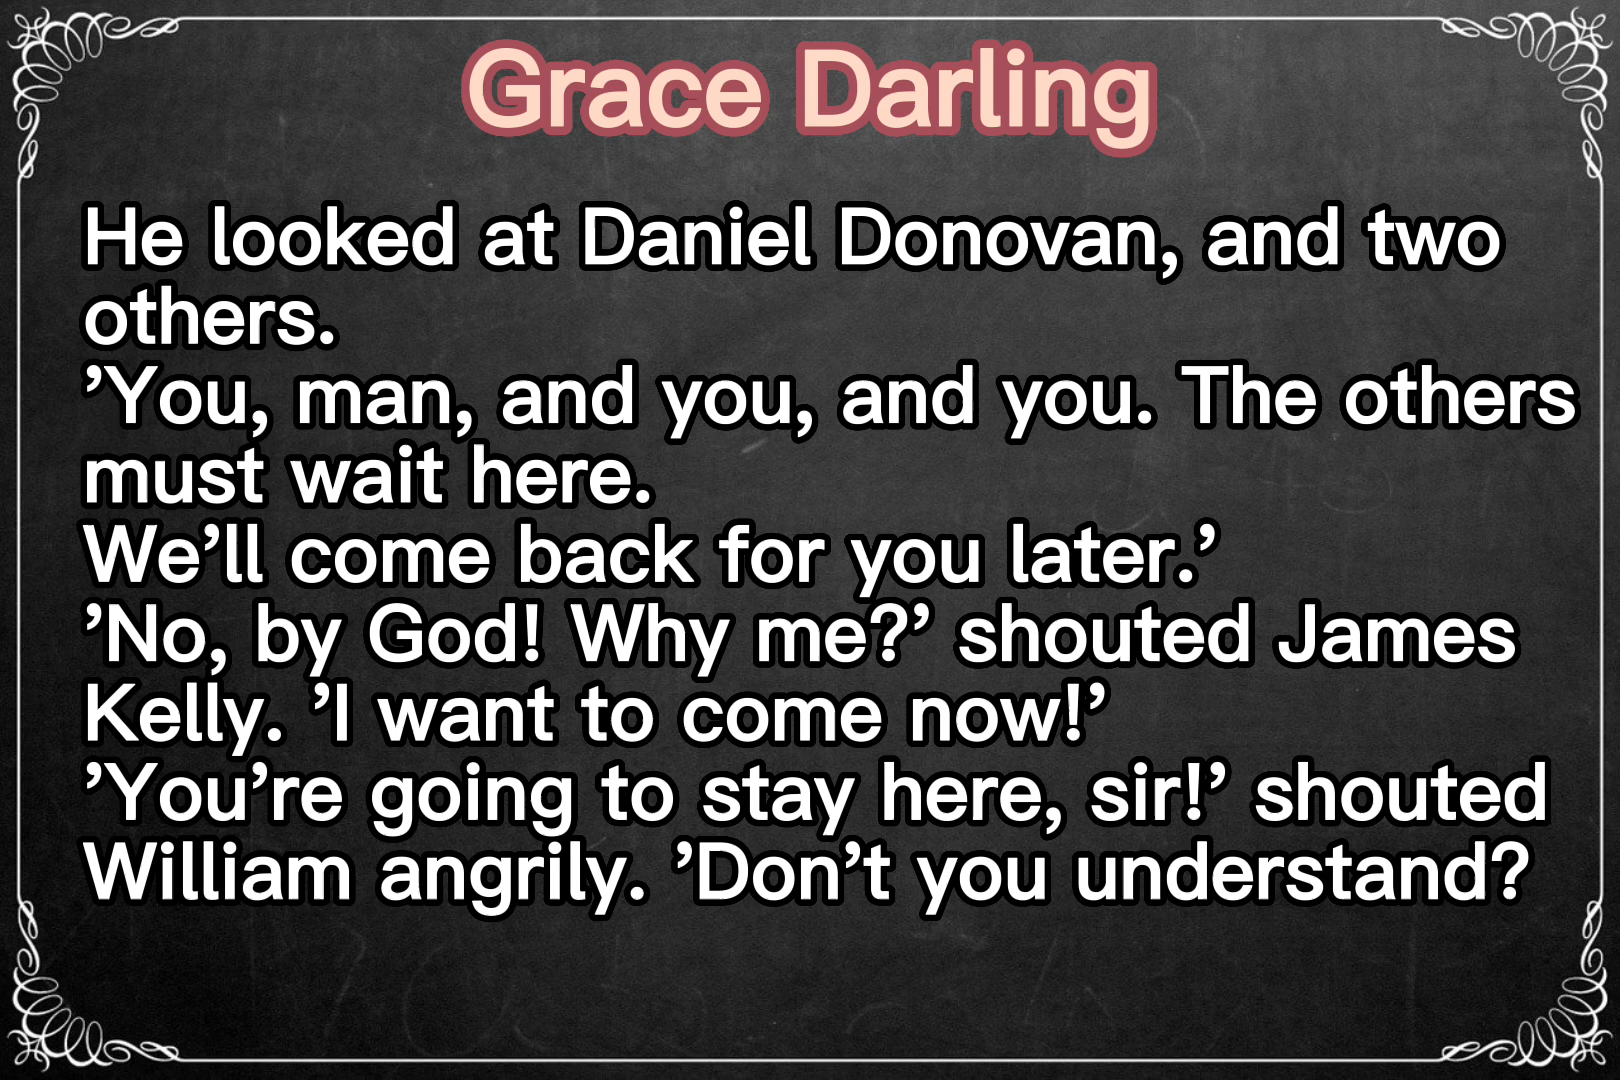 Grace Darling
He looked at Daniel Donovan, and two
others.
’You, man, and you, and you. The others
must wait here.
We’ll come back for you later.’
’No, by God! Why me?’ shouted James
Kelly. ’I want to come now!’
’You’re going to stay here, sir!’ shouted
William angrily. ’Don’t you understand?